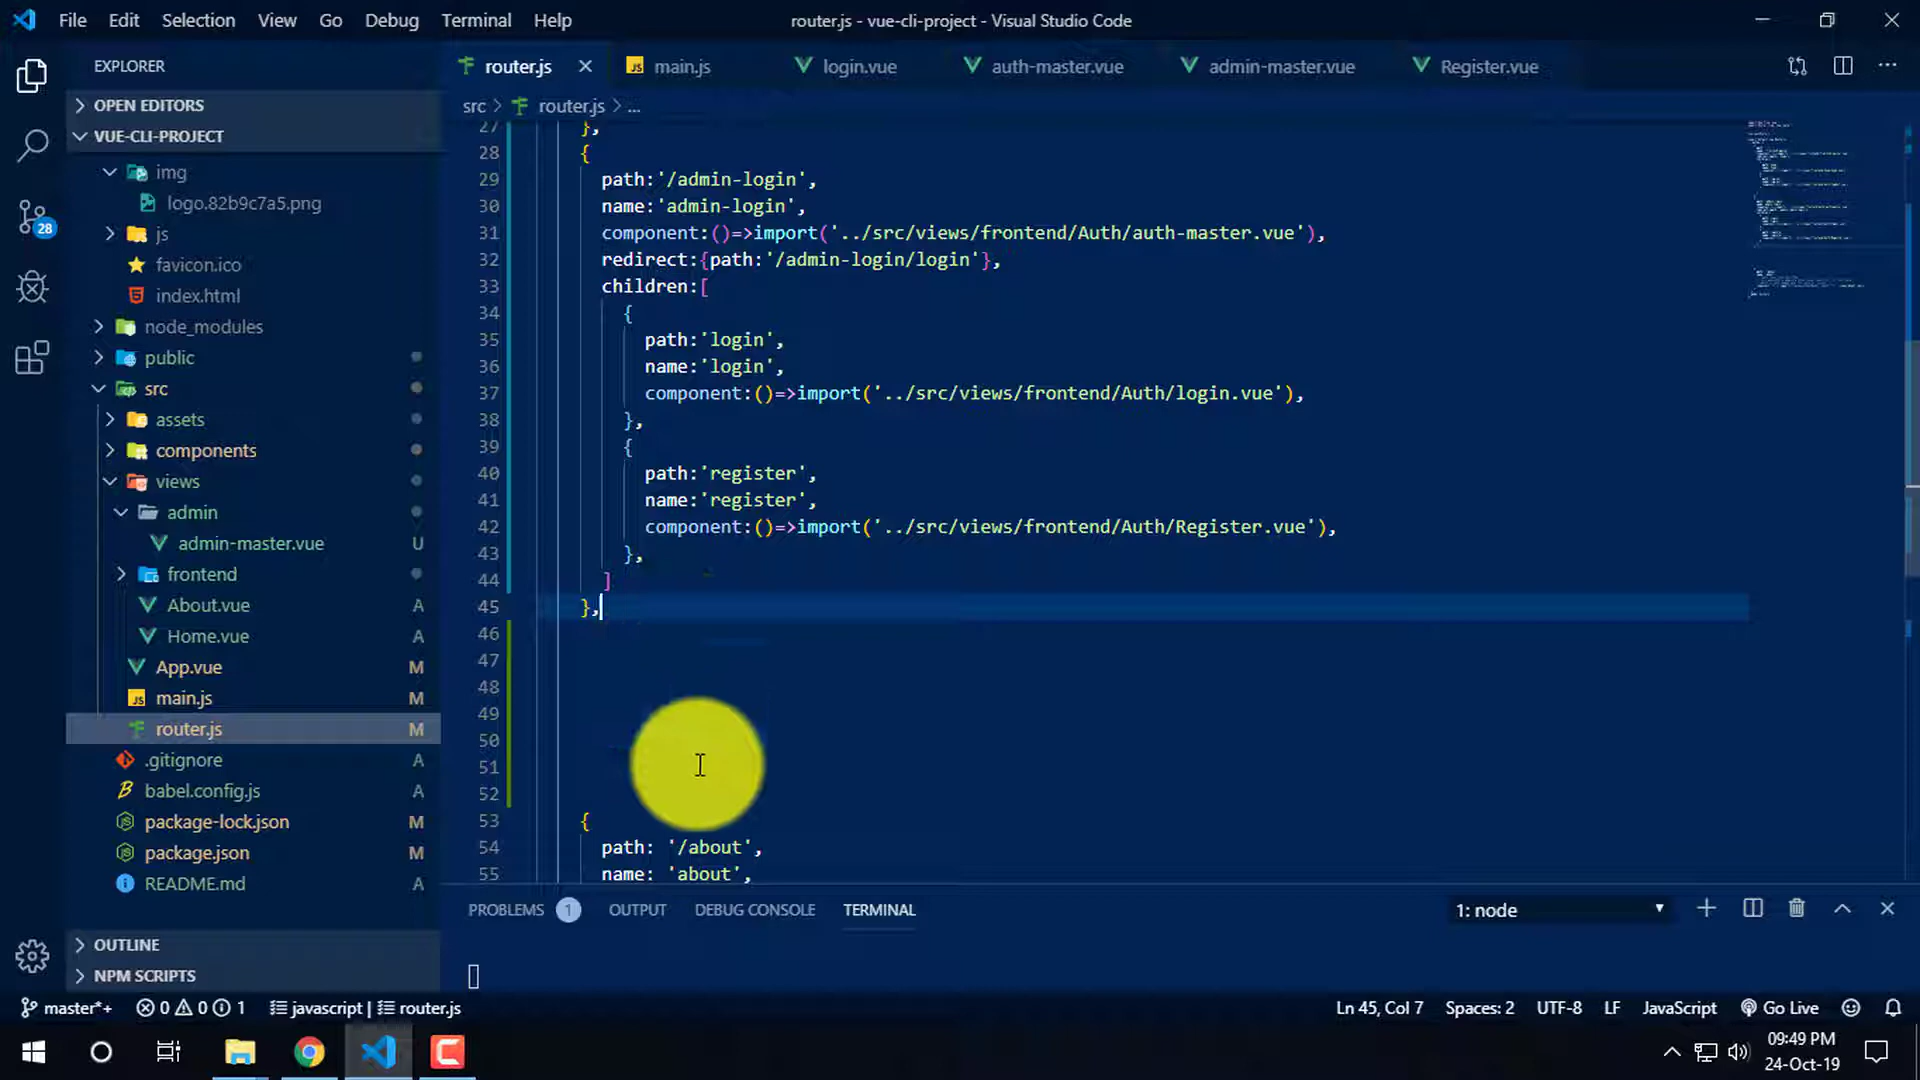 File Edit Selection View Go Debug Terminal Help
router.js - vue-cli-project - Visual Studio Code
EXPLORER
OPEN EDITORS
VUE-CLI-PROJECT
img
logo.82b9c7a5.png
js
favicon.ico
index.html
node_modules
public
src
assets
components
views
admin
admin-master.vue U
frontend
About.vue A
Home.vue A
App.vue M
main.js M
router.js M
.gitignore A
babel.config.js A
package-lock.json M
package.json M
README.md A
OUTLINE
NPM SCRIPTS
28
router.js main.js login.vue auth-master.vue admin-master.vue Register.vue
src > router.js > ...
27 },
28 {
29 path:'/admin-login',
30 name:'admin-login',
31 component:()=>import('../src/views/frontend/Auth/auth-master.vue'),
32 redirect:{path:'/admin-login/login'},
33 children:[
34 {
35 path:'login',
36 name:'login',
37 component:()=>import('../src/views/frontend/Auth/login.vue'),
38 },
39 {
40 path:'register',
41 name:'register',
42 component:()=>import('../src/views/frontend/Auth/Register.vue'),
43 },
44 ]
45 },
46
47
48
49
50
51
52
53 {
54 path: '/about',
55 name: 'about',
PROBLEMS 1 OUTPUT DEBUG CONSOLE TERMINAL
1: node
master*+ 0 0 1 javascript | router.js
Ln 45, Col 7 Spaces: 2 UTF-8 LF JavaScript Go Live
09:49 PM
24-Oct-19